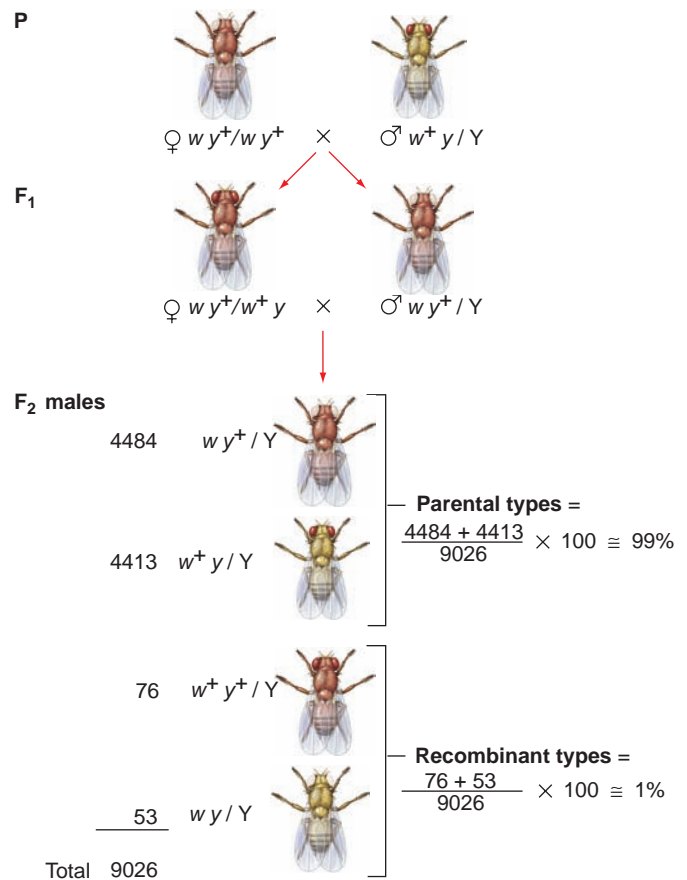 P
♀ w y⁺/w y⁺ × ♂ w⁺ y / Y
F₁
♀ w y⁺/w⁺ y × ♂ w y⁺/ Y
F₂ males
4484 w y⁺/ Y
Parental types =
4484 + 4413
9026
× 100 ≅ 99%
4413 w⁺ y / Y
76 w⁺ y⁺/ Y
Recombinant types =
76 + 53
9026
× 100 ≅ 1%
53 w y / Y
Total 9026